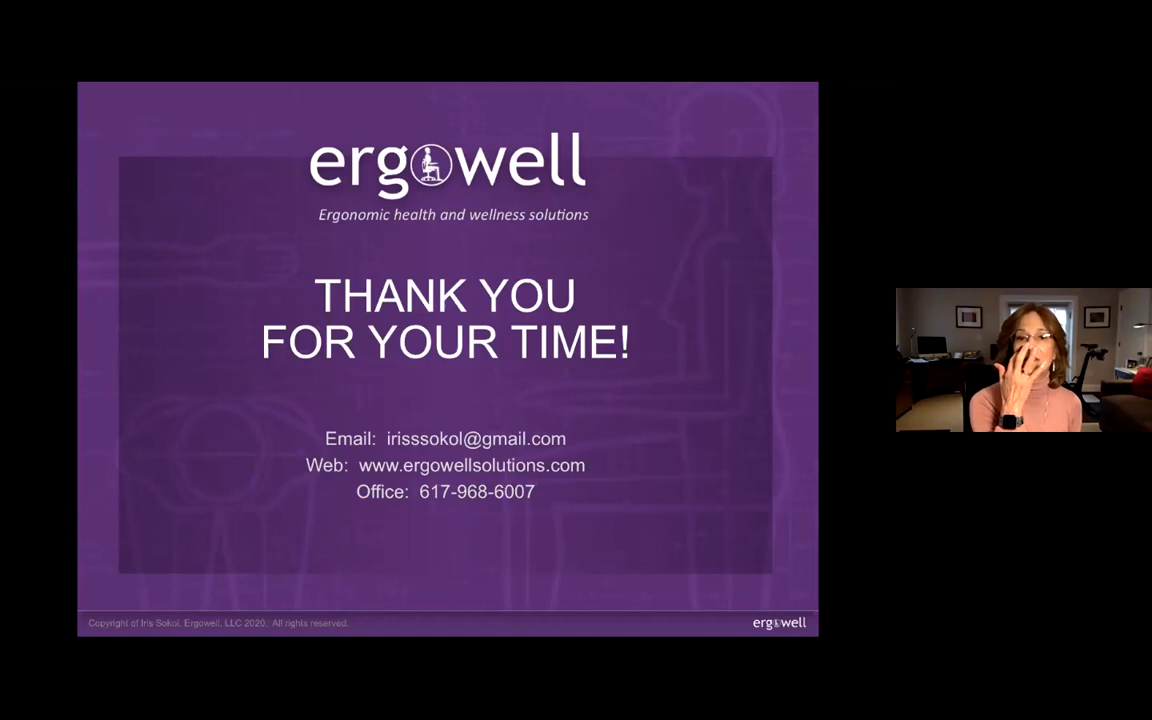 ergowell
Ergonomic health and wellness solutions
THANK YOU
FOR YOUR TIME!
Email: irisssokol@gmail.com
Web: www.ergowellsolutions.com
Office: 617-968-6007
Copyright of Iris Sokol. Ergowell. LLC 2020. All rights reserved.
ergowell